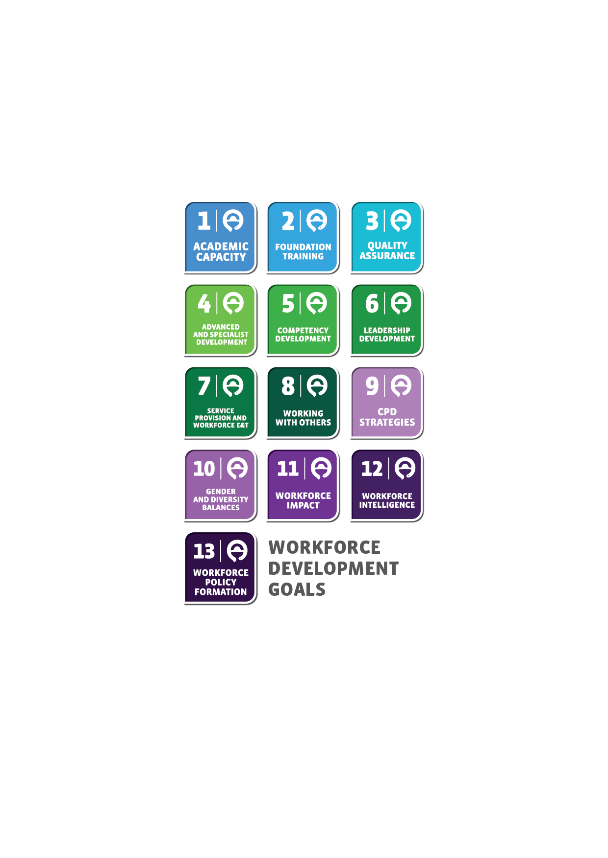 1
ACADEMIC
CAPACITY
2
FOUNDATION
TRAINING
3
QUALITY
ASSURANCE
4
ADVANCED
AND SPECIALIST
DEVELOPMENT
5
COMPETENCY
DEVELOPMENT
6
LEADERSHIP
DEVELOPMENT
7
SERVICE
PROVISION AND
WORKFORCE E&T
8
WORKING
WITH OTHERS
9
CPD
STRATEGIES
10
GENDER
AND DIVERSITY
BALANCES
11
WORKFORCE
IMPACT
12
WORKFORCE
INTELLIGENCE
13
WORKFORCE
POLICY
FORMATION
WORKFORCE
DEVELOPMENT
GOALS